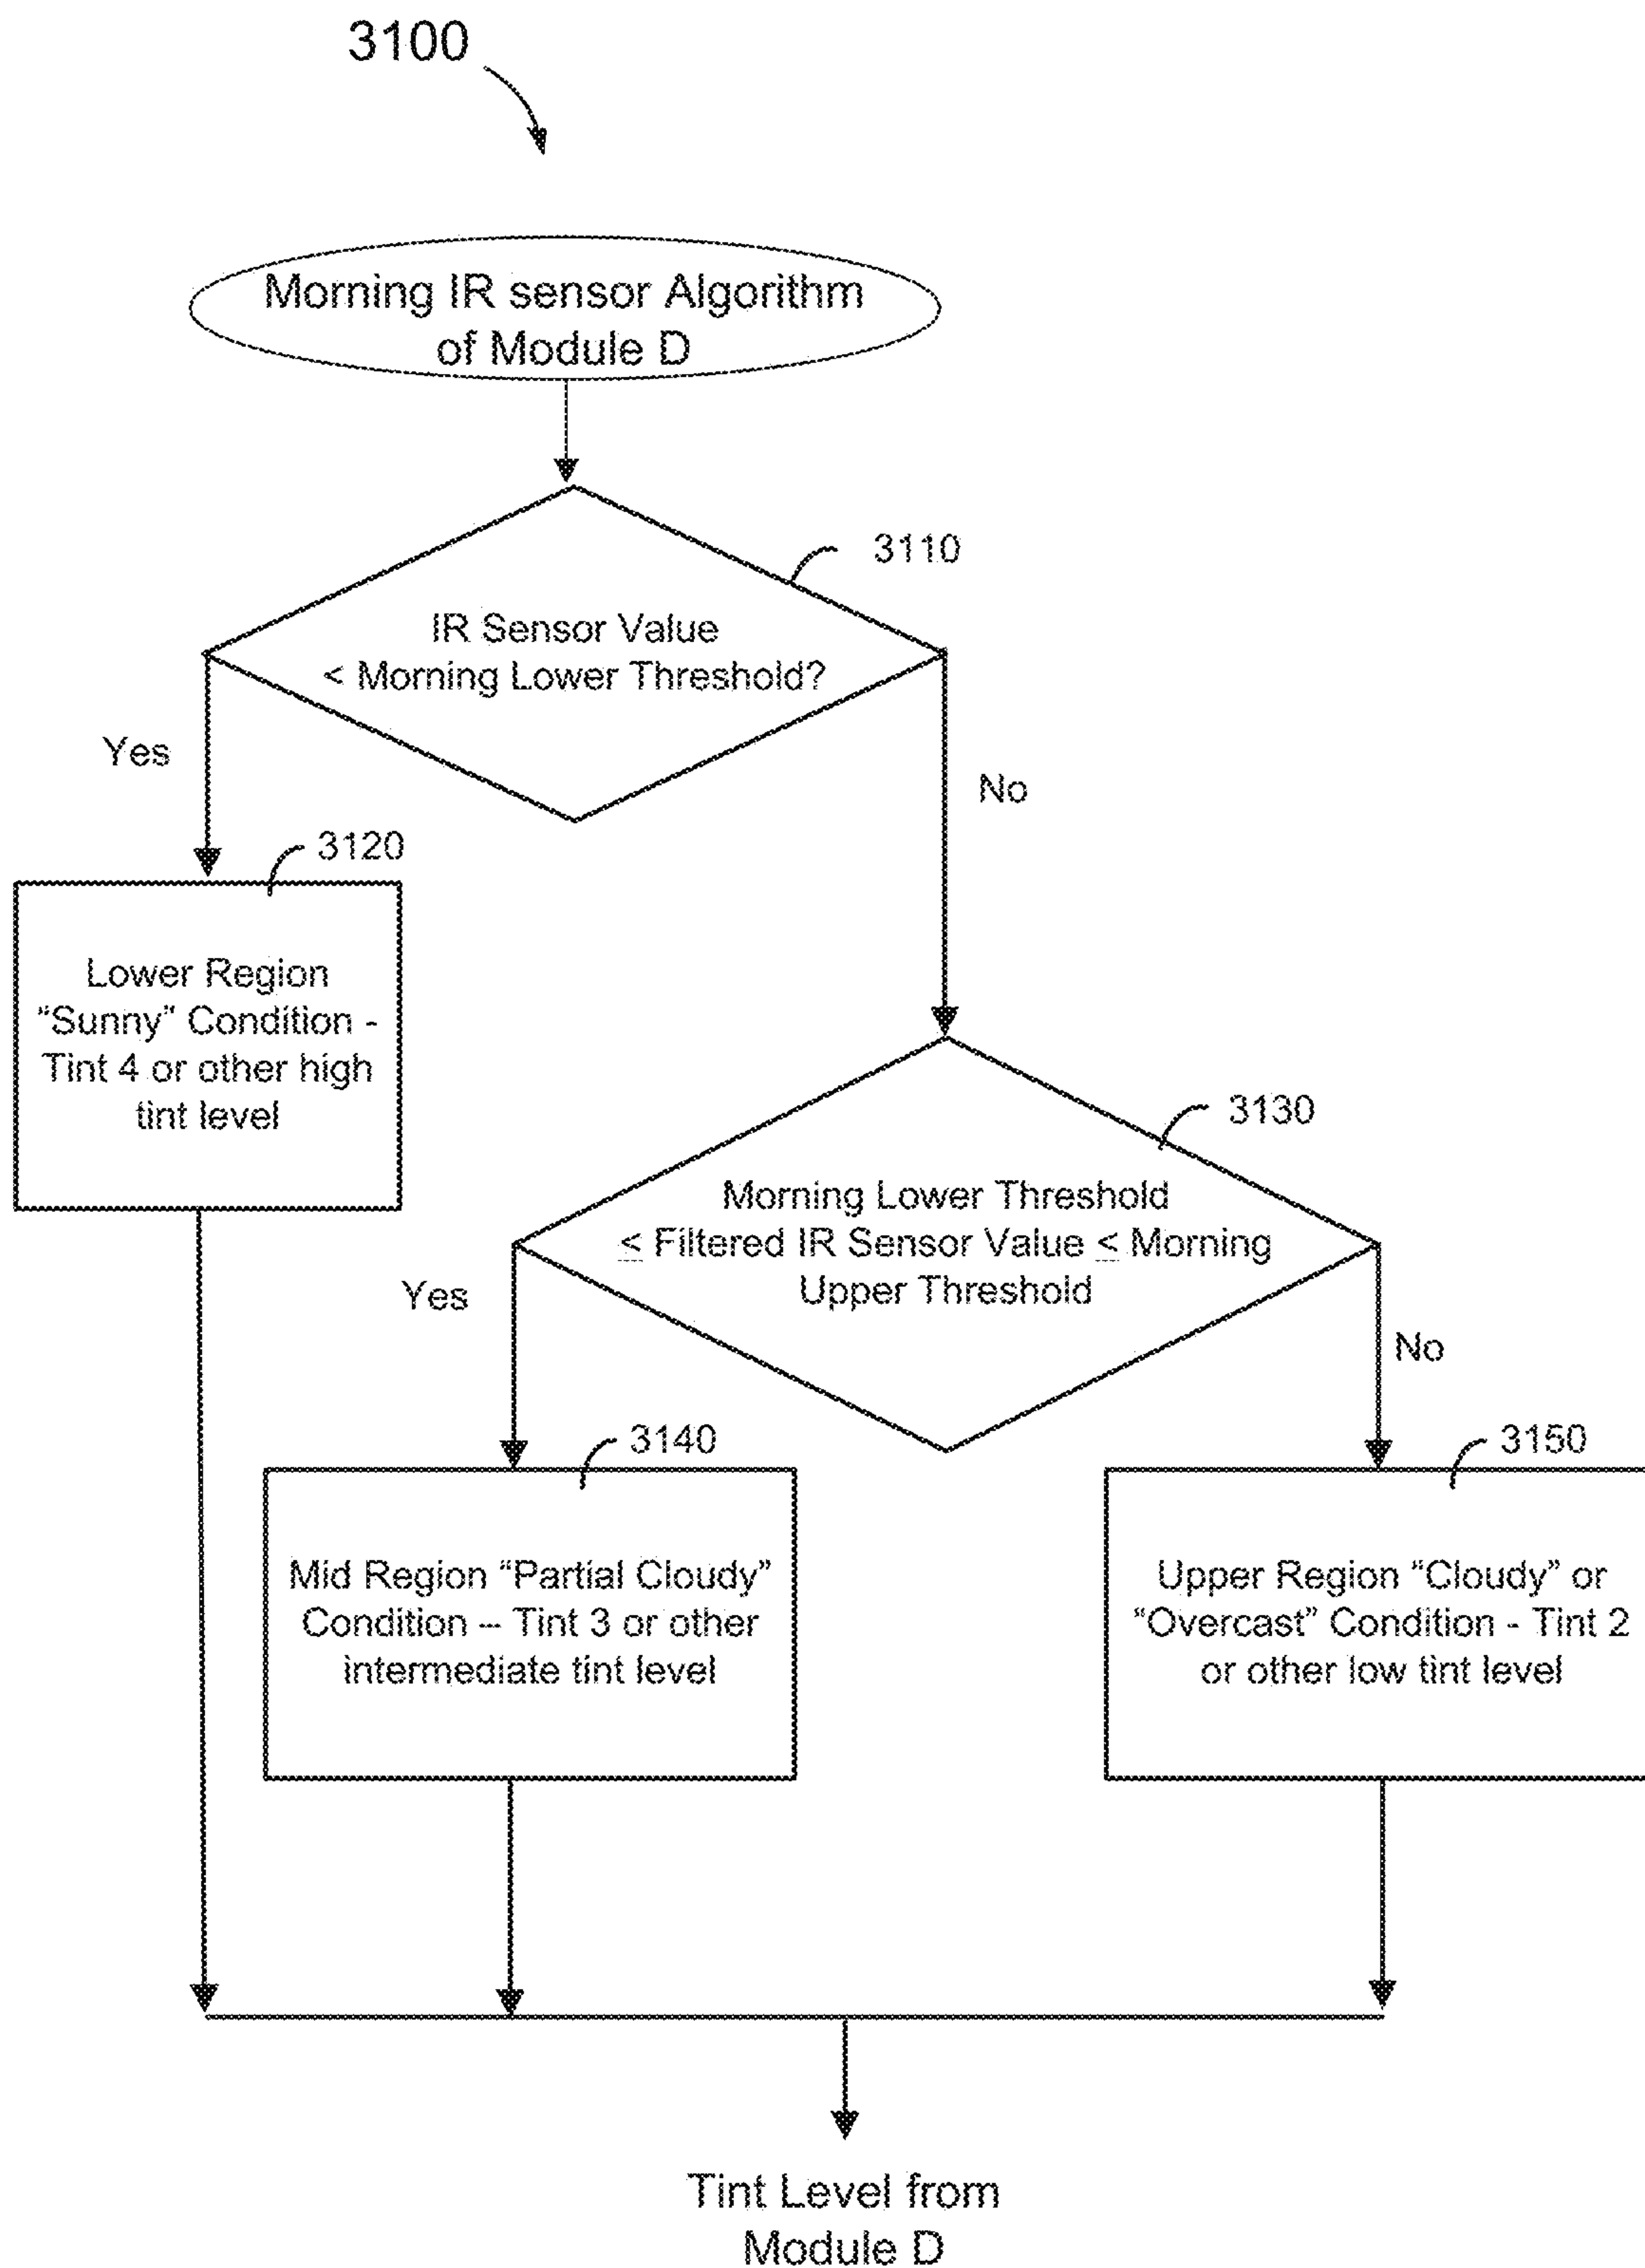 3100
Morning IR sensor Algorithm
of Module D
3110
IR Sensor Value
< Morning Lower Threshold?
Yes
No
3120
Lower Region
“Sunny” Condition -
Tint 4 or other high
tint level
3130
Morning Lower Threshold
≤ Filtered IR Sensor Value ≤ Morning
Upper Threshold
Yes
No
3140
Mid Region “Partial Cloudy”
Condition – Tint 3 or other
intermediate tint level
3150
Upper Region “Cloudy” or
“Overcast” Condition - Tint 2
or other low tint level
Tint Level from
Module D